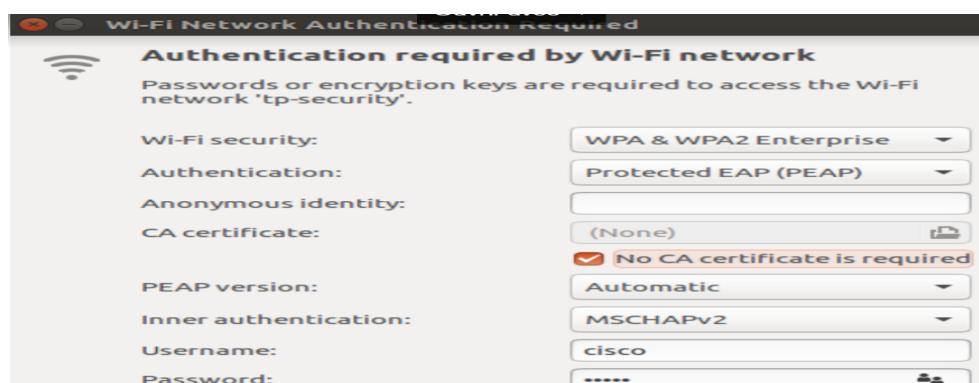 Wi-Fi Network Authentication Required
Authentication required by Wi-Fi network
Passwords or encryption keys are required to access the Wi-Fi
network 'tp-security'.
Wi-Fi security: WPA & WPA2 Enterprise
Authentication: Protected EAP (PEAP)
Anonymous identity:
CA certificate: (None)
No CA certificate is required
PEAP version: Automatic
Inner authentication: MSCHAPv2
Username: cisco
Password: •••••